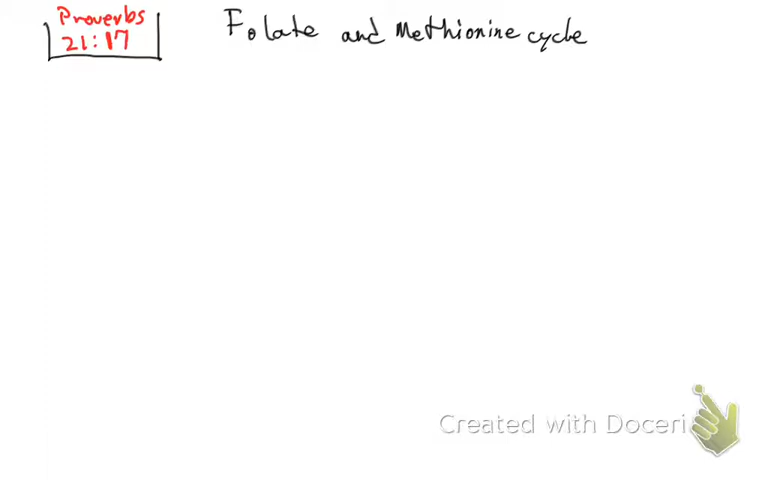 Proverbs
21:17
Folate and Methionine cycle
Created with Doceri